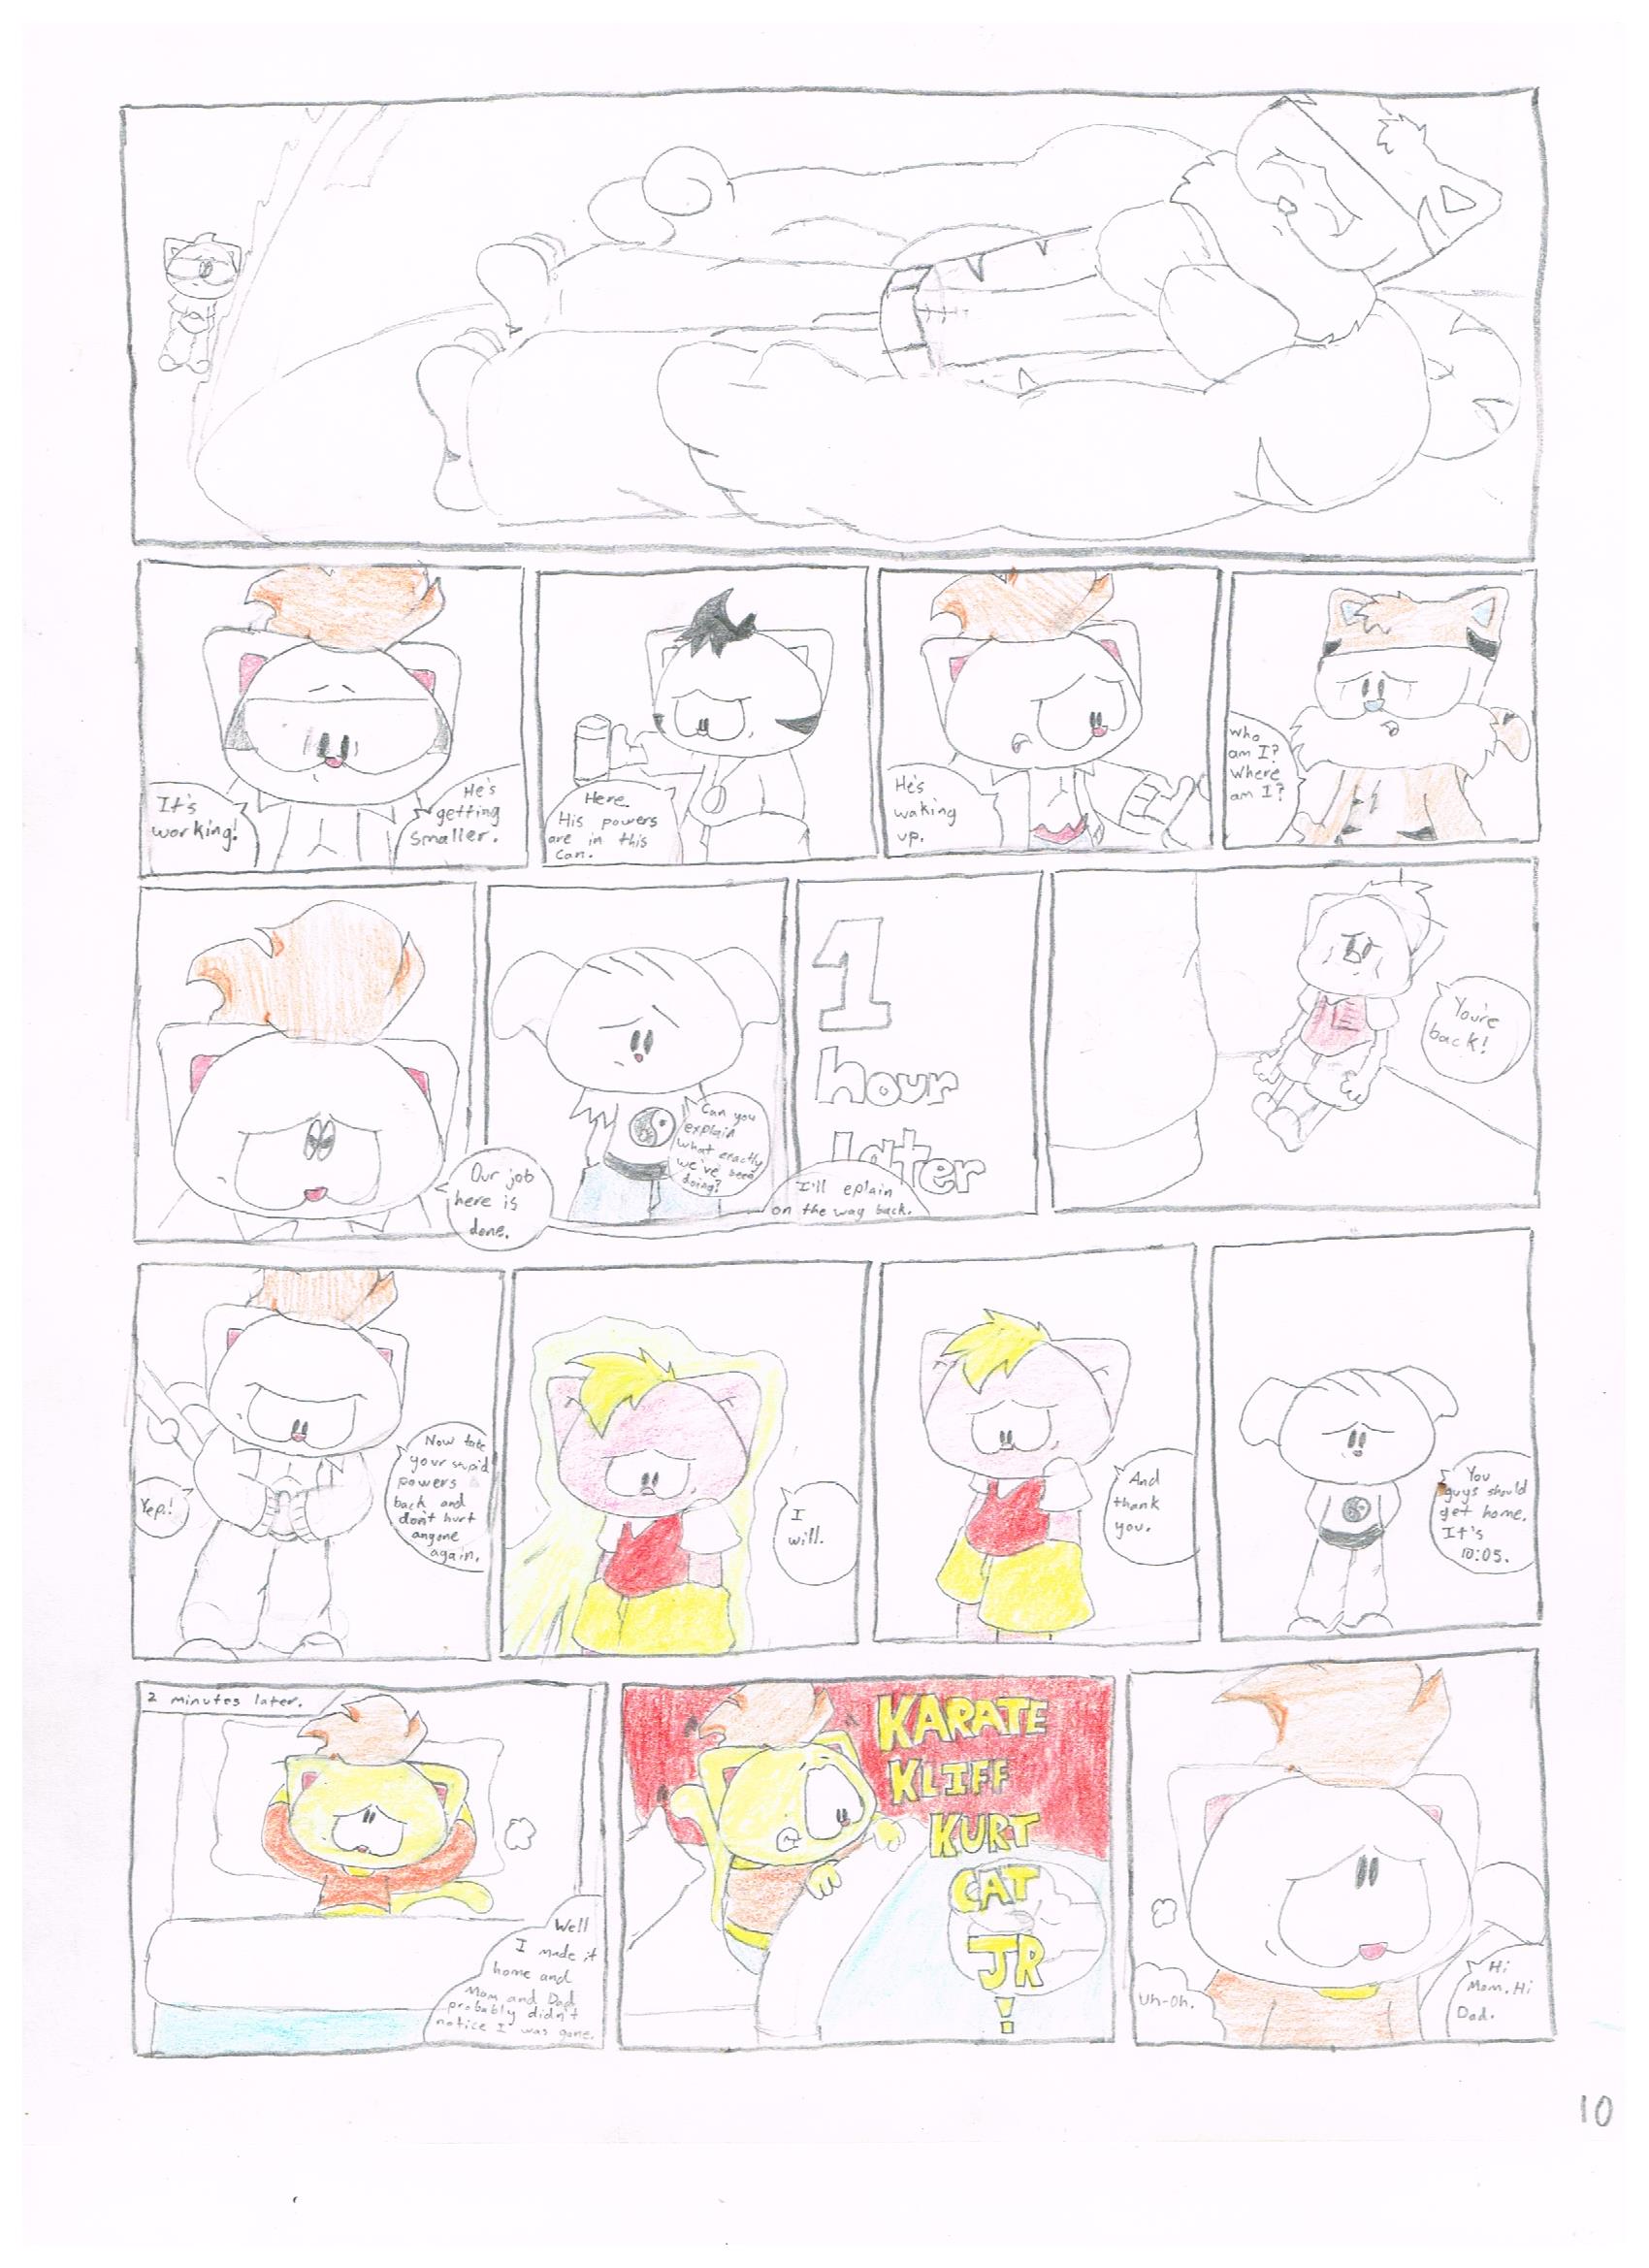 It's
working!
He's
getting
smaller.
Here
His powers
are in this
can.
He's
waking
up.
Who
am I?
Where
am I?
Our job
here is
done.
Can you
explain
what exactly
we've been
doing?
1
hour
later
I'll eplain
on the way back.
You're
back!
Yep!
Now take
your stupid
powers
back and
don't hurt
anyone
again.
I
will.
And
thank
you.
You
guys should
get home.
It's
10:05.
2 minutes later.
Well
I made it
home and
Mom and Dad
probably didn't
notice I was gone.
KARATE
KLIFF
KURT
CAT
JR
!
Uh-oh.
Hi
Mom. Hi
Dad.
10